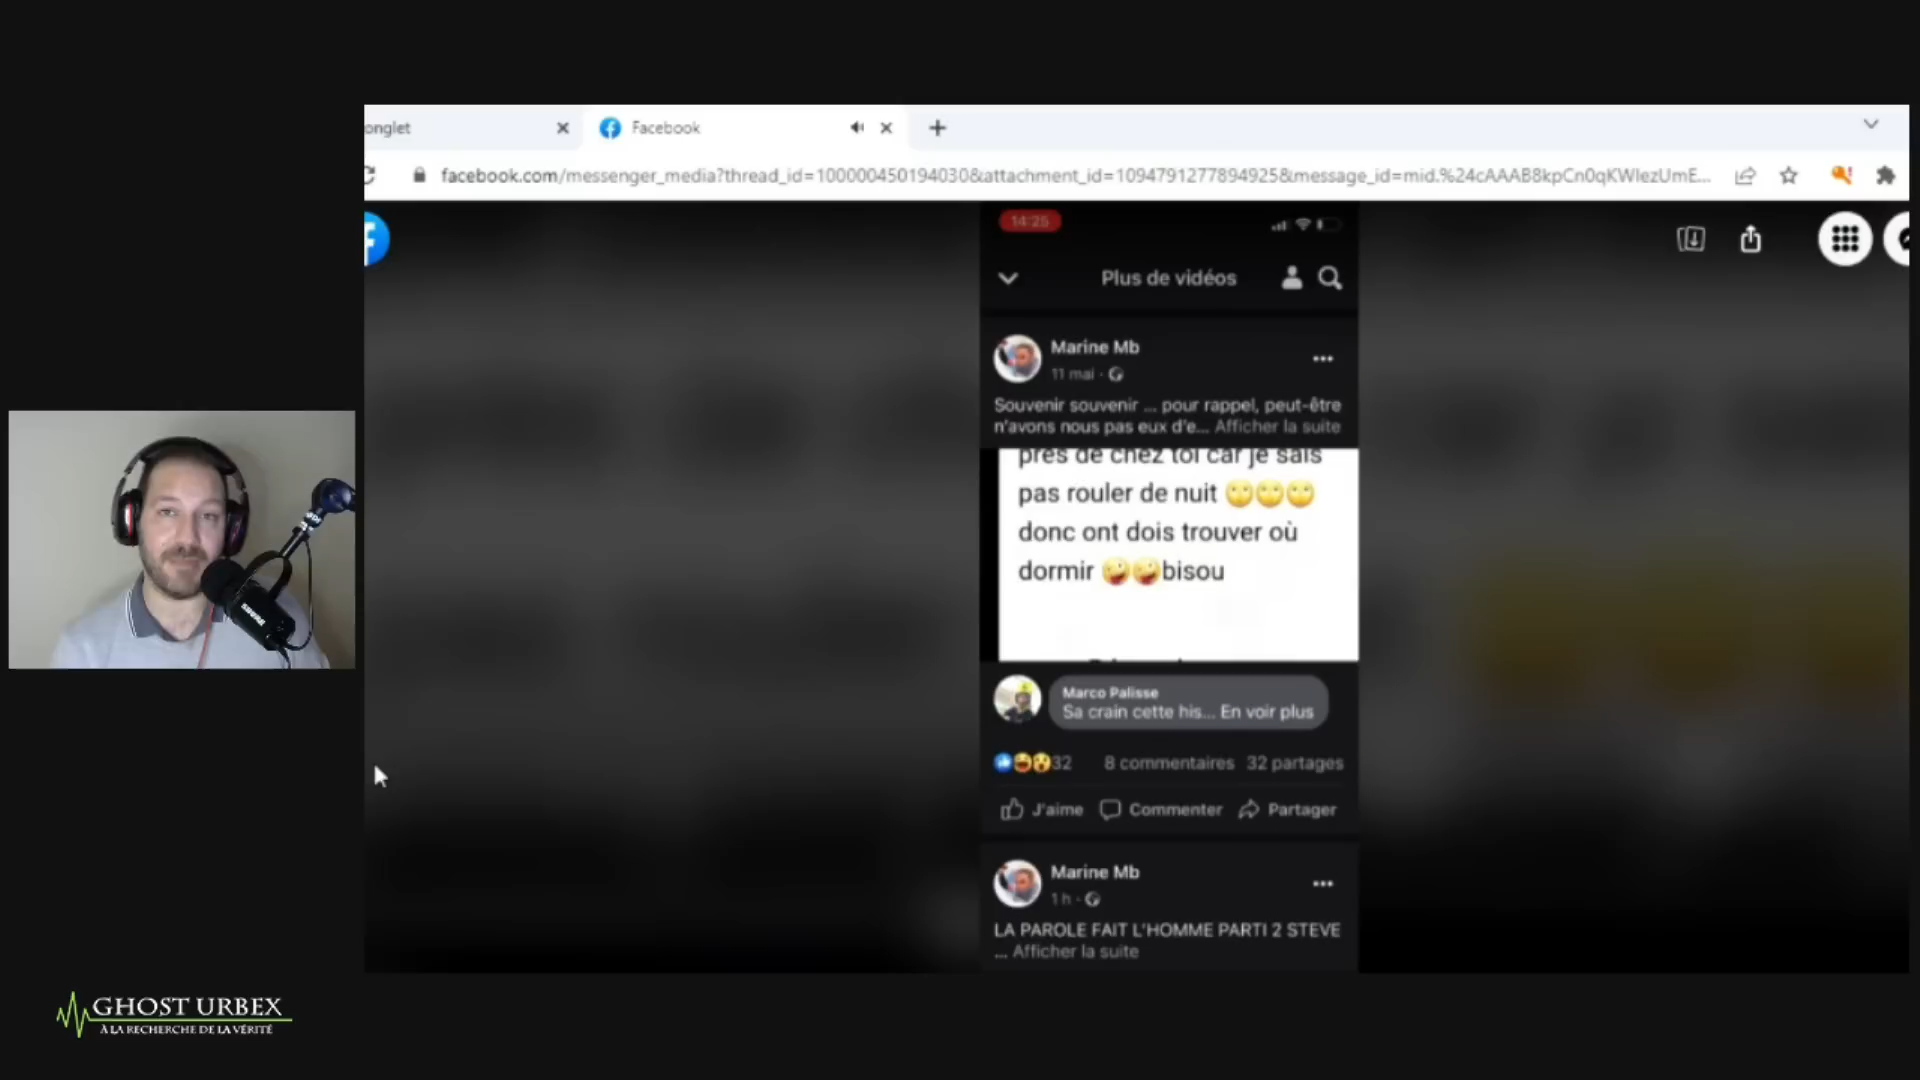 onglet
Facebook
facebook.com/messenger_media?thread_id=100000450194030&attachment_id=1094791277894925&message_id=mid.%24cAAAB8kpCn0qKWIezUmE...
14:25
Plus de vidéos
Marine Mb
11 mai
Souvenir souvenir ... pour rappel, peut-être
n'avons nous pas eux d'e... Afficher la suite
près de chez toi car je sais
pas rouler de nuit 🙄🙄🙄
donc ont dois trouver où
dormir 🤪🤪bisou
Marco Palisse
Sa crain cette his... En voir plus
32 8 commentaires 32 partages
J'aime Commenter Partager
Marine Mb
1 h
LA PAROLE FAIT L'HOMME PARTI 2 STEVE
... Afficher la suite
SHURE
GHOST URBEX
À LA RECHERCHE DE LA VÉRITÉ